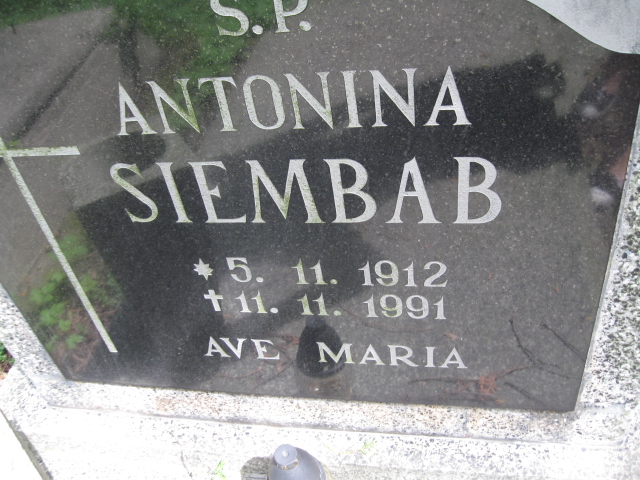 S.P.
ANTONINA
SIEMBAB
* 5. 11. 1912
✝ 11. 11. 1991
AVE MARIA